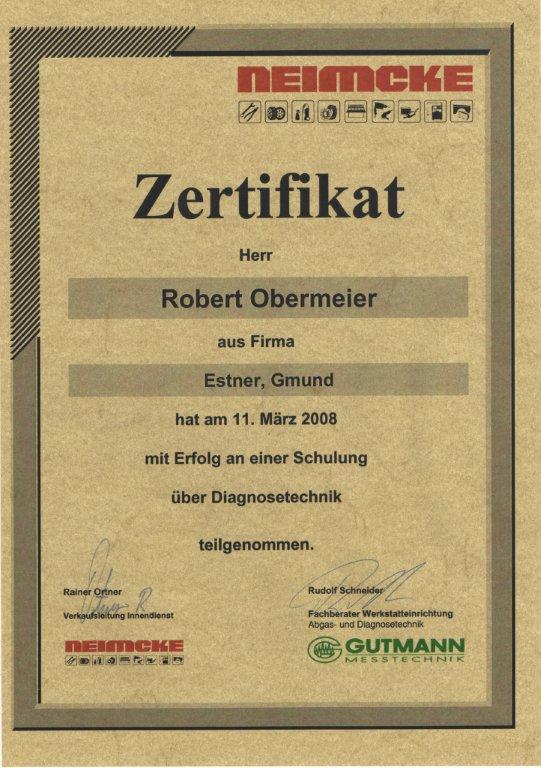 NEIMCKE
Zertifikat
Herr
Robert Obermeier
aus Firma
Estner, Gmund
hat am 11. März 2008
mit Erfolg an einer Schulung
über Diagnosetechnik
teilgenommen.
Rainer Ortner
Verkaufsleitung Innendienst
NEIMCKE
Rudolf Schneider
Fachberater Werkstatteinrichtung
Abgas- und Diagnosetechnik
GUTMANN
MESSTECHNIK